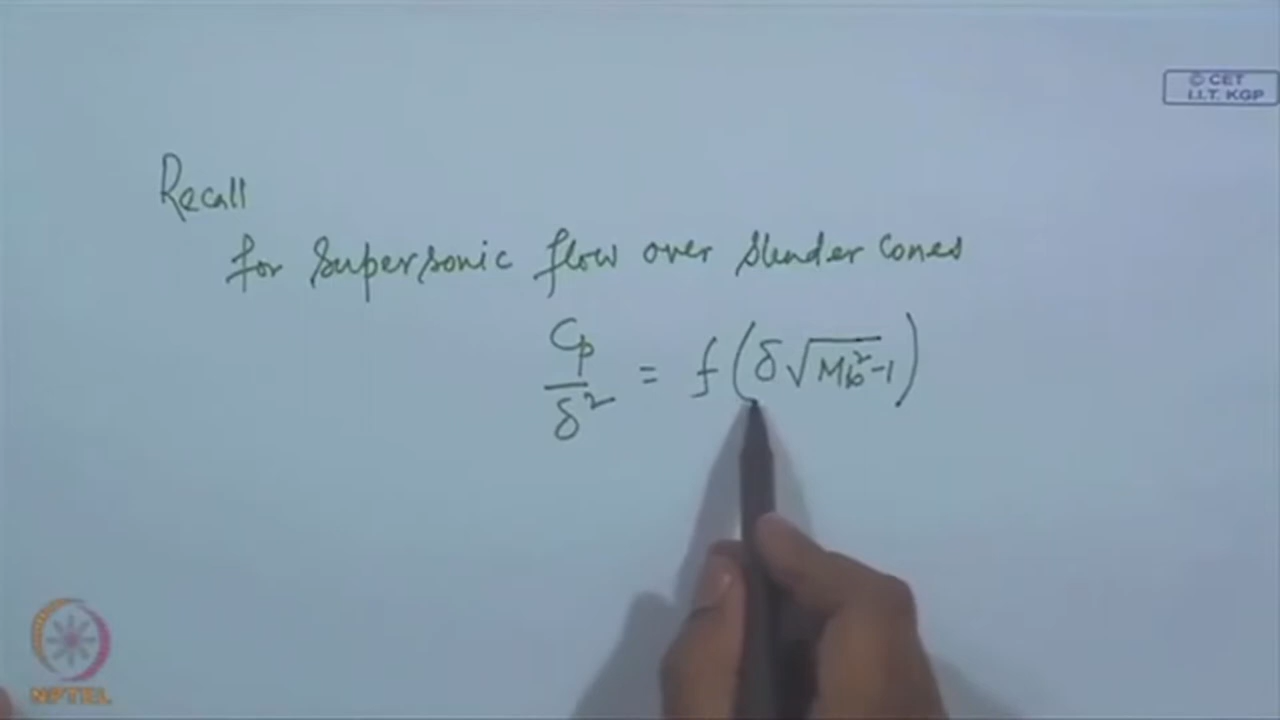 © CET
I.I.T. KGP
Recall
for supersonic flow over slender cones
Cp/δ² = f(δ√(M∞²-1))
NPTEL